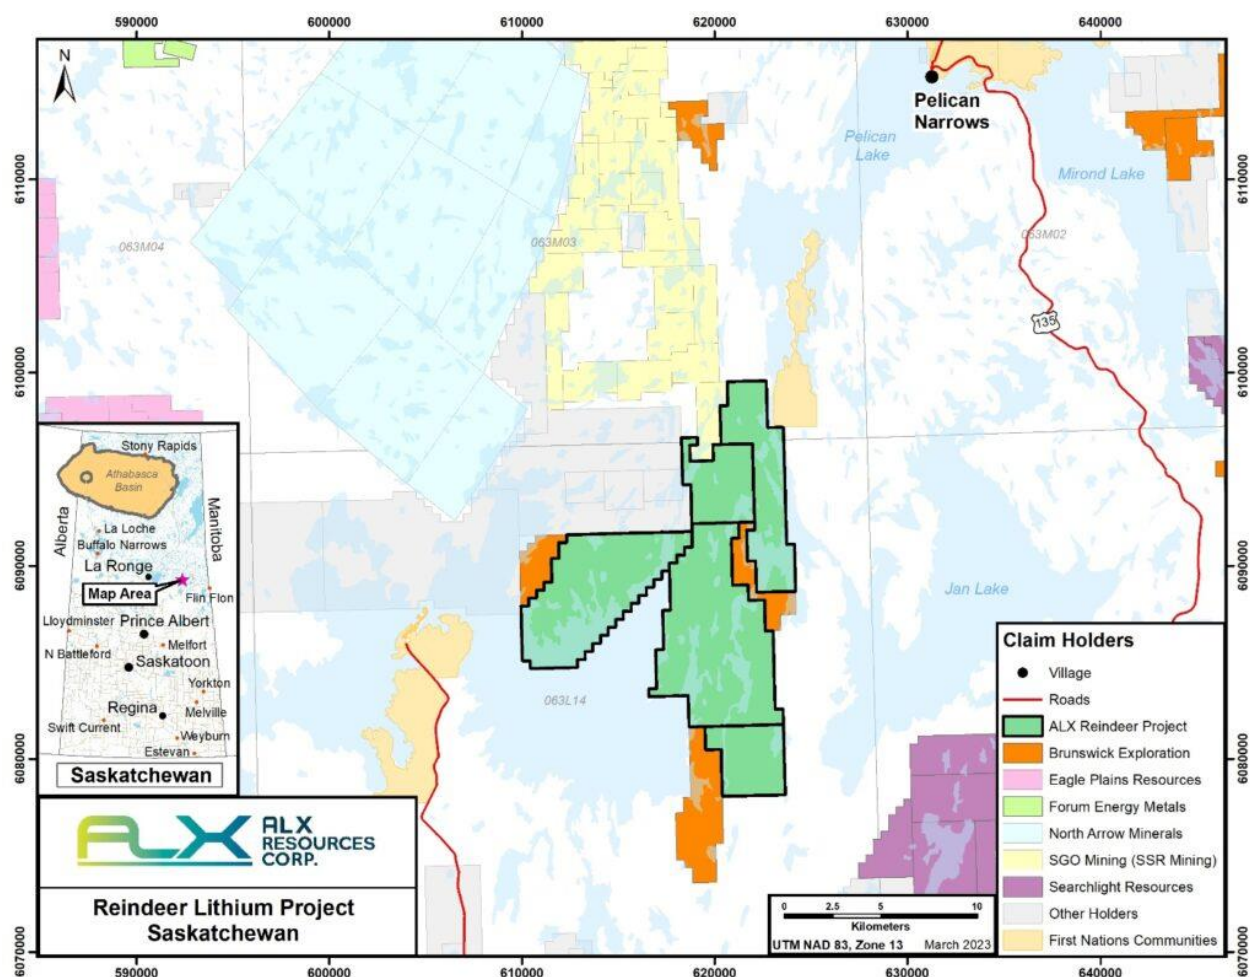 590000
600000
610000
620000
630000
640000
N
Pelican
Narrows
Pelican
Lake
Mirond Lake
6110000
6110000
063M04
063M03
063M02
135
6100000
6100000
Stony Rapids
Athabasca
Basin
Alberta
Manitoba
La Loche
Buffalo Narrows
La Ronge
Map Area
Flin Flon
Lloydminster
Prince Albert
N Battleford
Melfort
Saskatoon
Yorkton
Regina
Melville
Swift Current
Weyburn
Estevan
Saskatchewan
6090000
6090000
Jan Lake
063L14
6080000
6080000
Claim Holders
Village
Roads
ALX Reindeer Project
Brunswick Exploration
Eagle Plains Resources
Forum Energy Metals
North Arrow Minerals
SGO Mining (SSR Mining)
Searchlight Resources
Other Holders
First Nations Communities
ALX
ALX
RESOURCES
CORP.
Reindeer Lithium Project
Saskatchewan
0 2.5 5 10
Kilometers
UTM NAD 83, Zone 13 March 2023
6070000
6070000
590000
600000
610000
620000
630000
640000